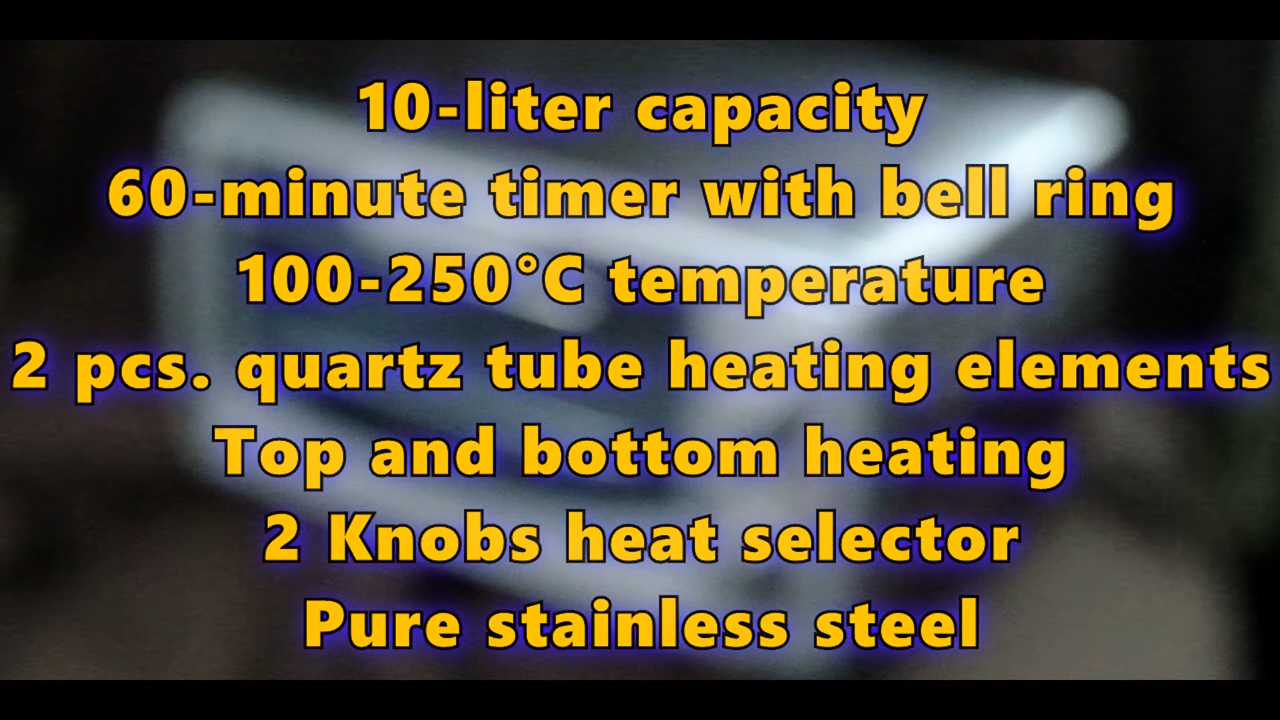 10-liter capacity
60-minute timer with bell ring
100-250°C temperature
2 pcs. quartz tube heating elements
Top and bottom heating
2 Knobs heat selector
Pure stainless steel